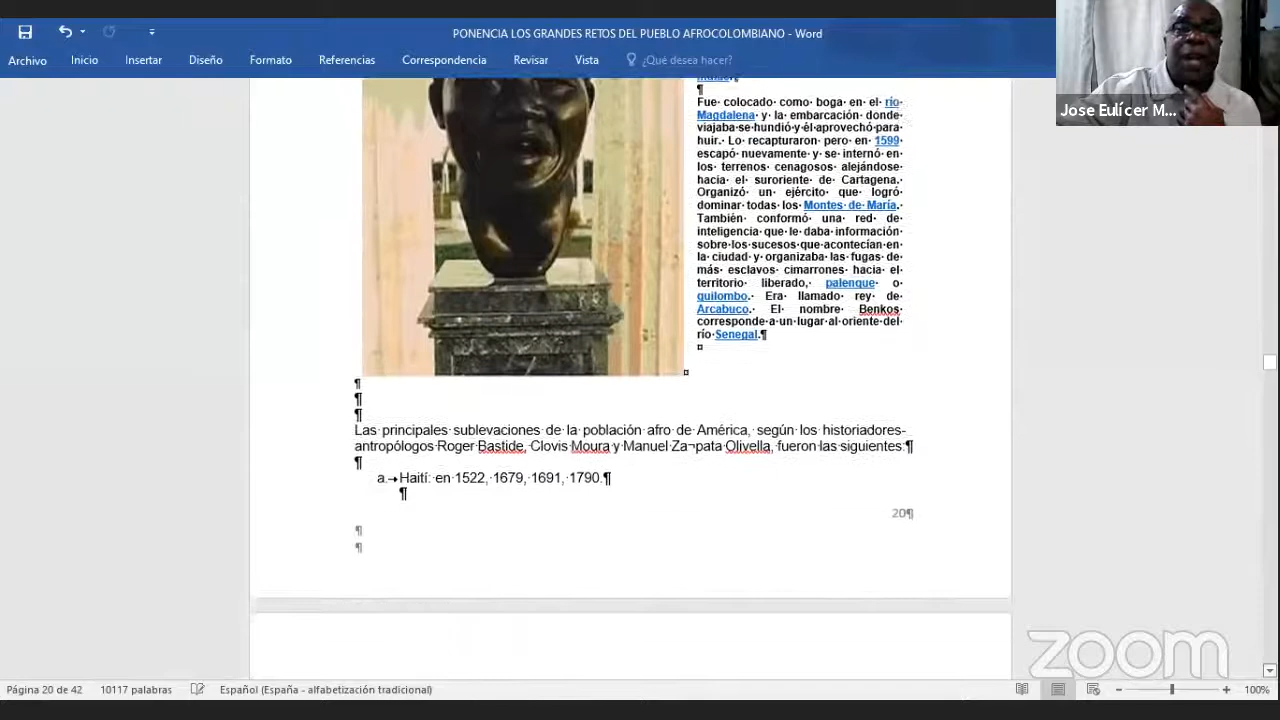 PONENCIA LOS GRANDES RETOS DEL PUEBLO AFROCOLOMBIANO - Word
Archivo Inicio Insertar Diseño Formato Referencias Correspondencia Revisar Vista ¿Qué desea hacer?
Jose Eulícer M...
Fue colocado como boga en el río
Magdalena y la embarcación donde
viajaba se hundió y él aprovechó para
huir. Lo recapturaron pero en 1599
escapó nuevamente y se internó en
los terrenos cenagosos alejándose
hacia el suroriente de Cartagena.
Organizó un ejército que logró
dominar todas los Montes de María.
También conformó una red de
inteligencia que le daba información
sobre los sucesos que acontecían en
la ciudad y organizaba las fugas de
más esclavos cimarrones hacia el
territorio liberado, palenque o
quilombo. Era llamado rey de
Arcabuco. El nombre Benkos
corresponde a un lugar al oriente del
río Senegal.¶
¶
¶
¶
Las principales sublevaciones de la población afro de América, según los historiadores-
antropólogos Roger Bastide, Clovis Moura y Manuel Za¬pata Olivella, fueron las siguientes:¶
¶
a.→Haití: en 1522, 1679, 1691, 1790.¶
¶
20¶
¶
¶
zoom
Página 20 de 42 10117 palabras Español (España - alfabetización tradicional) 100%